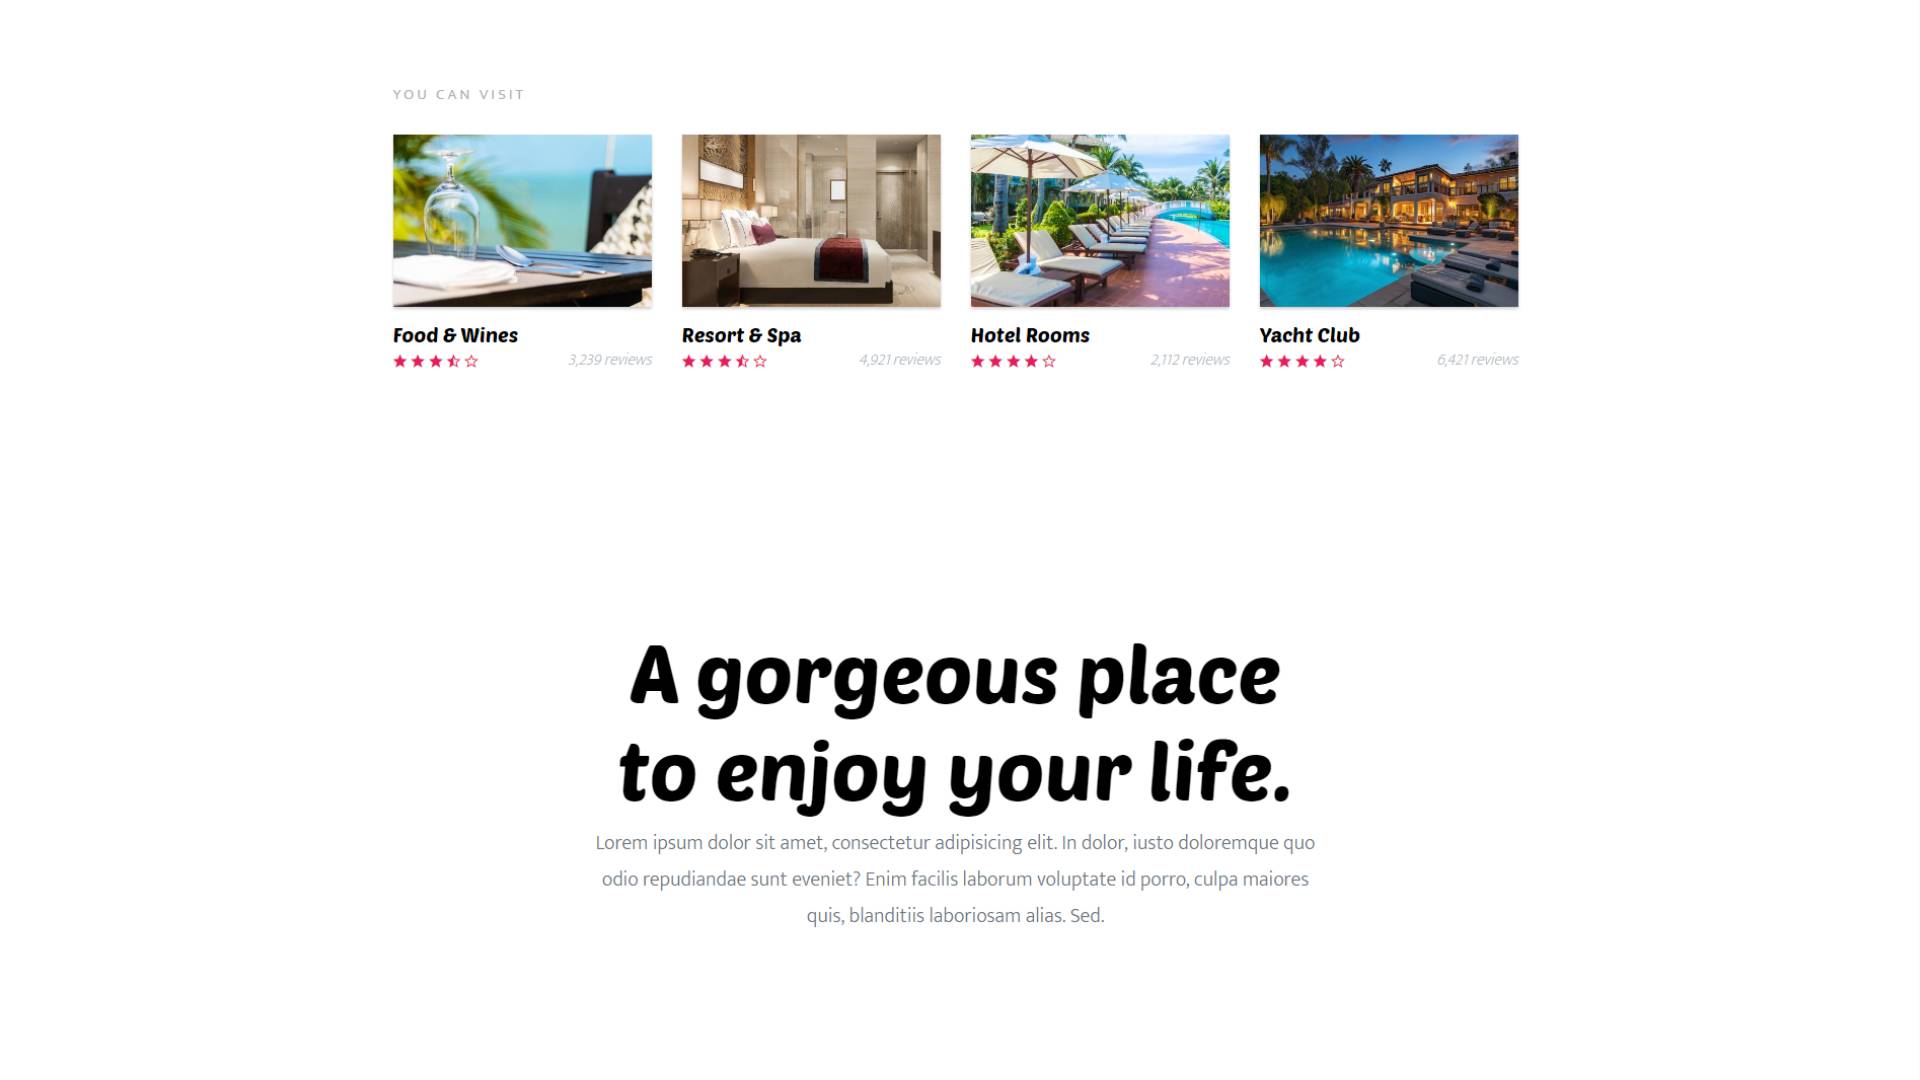 YOU CAN VISIT
Food & Wines
3,239 reviews
Resort & Spa
4,921 reviews
Hotel Rooms
2,112 reviews
Yacht Club
6,421 reviews
A gorgeous place
to enjoy your life.
Lorem ipsum dolor sit amet, consectetur adipisicing elit. In dolor, iusto doloremque quo
odio repudiandae sunt eveniet? Enim facilis laborum voluptate id porro, culpa maiores
quis, blanditiis laboriosam alias. Sed.